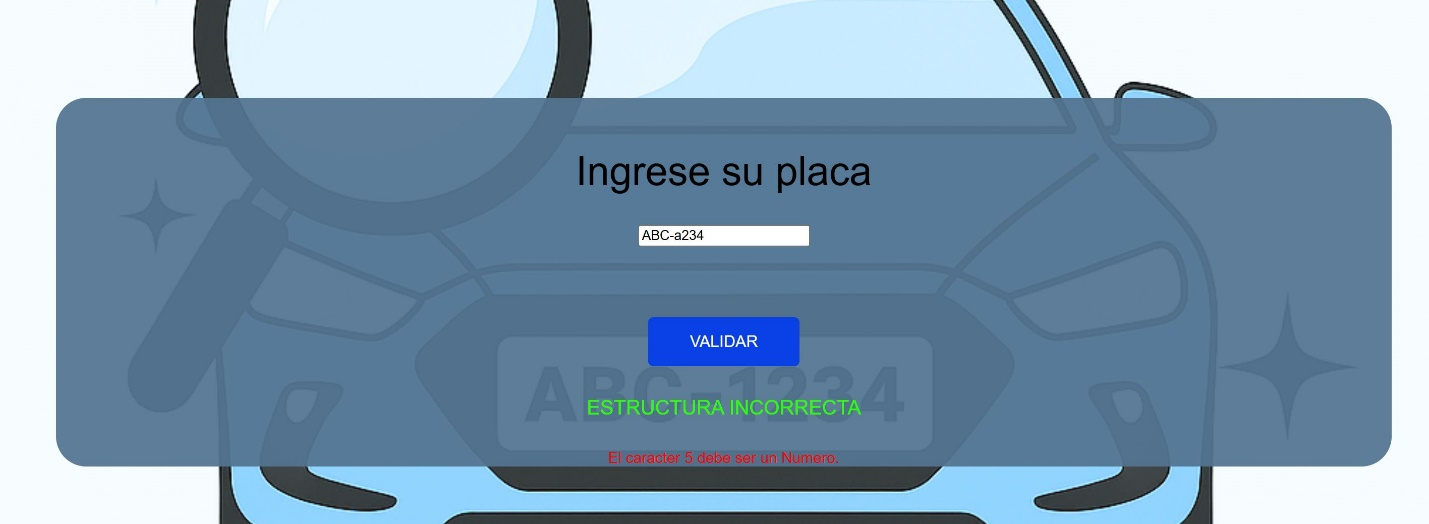 Ingrese su placa
ABC-a234
VALIDAR
ABC-1234
ESTRUCTURA INCORRECTA
El caracter 5 debe ser un Numero.